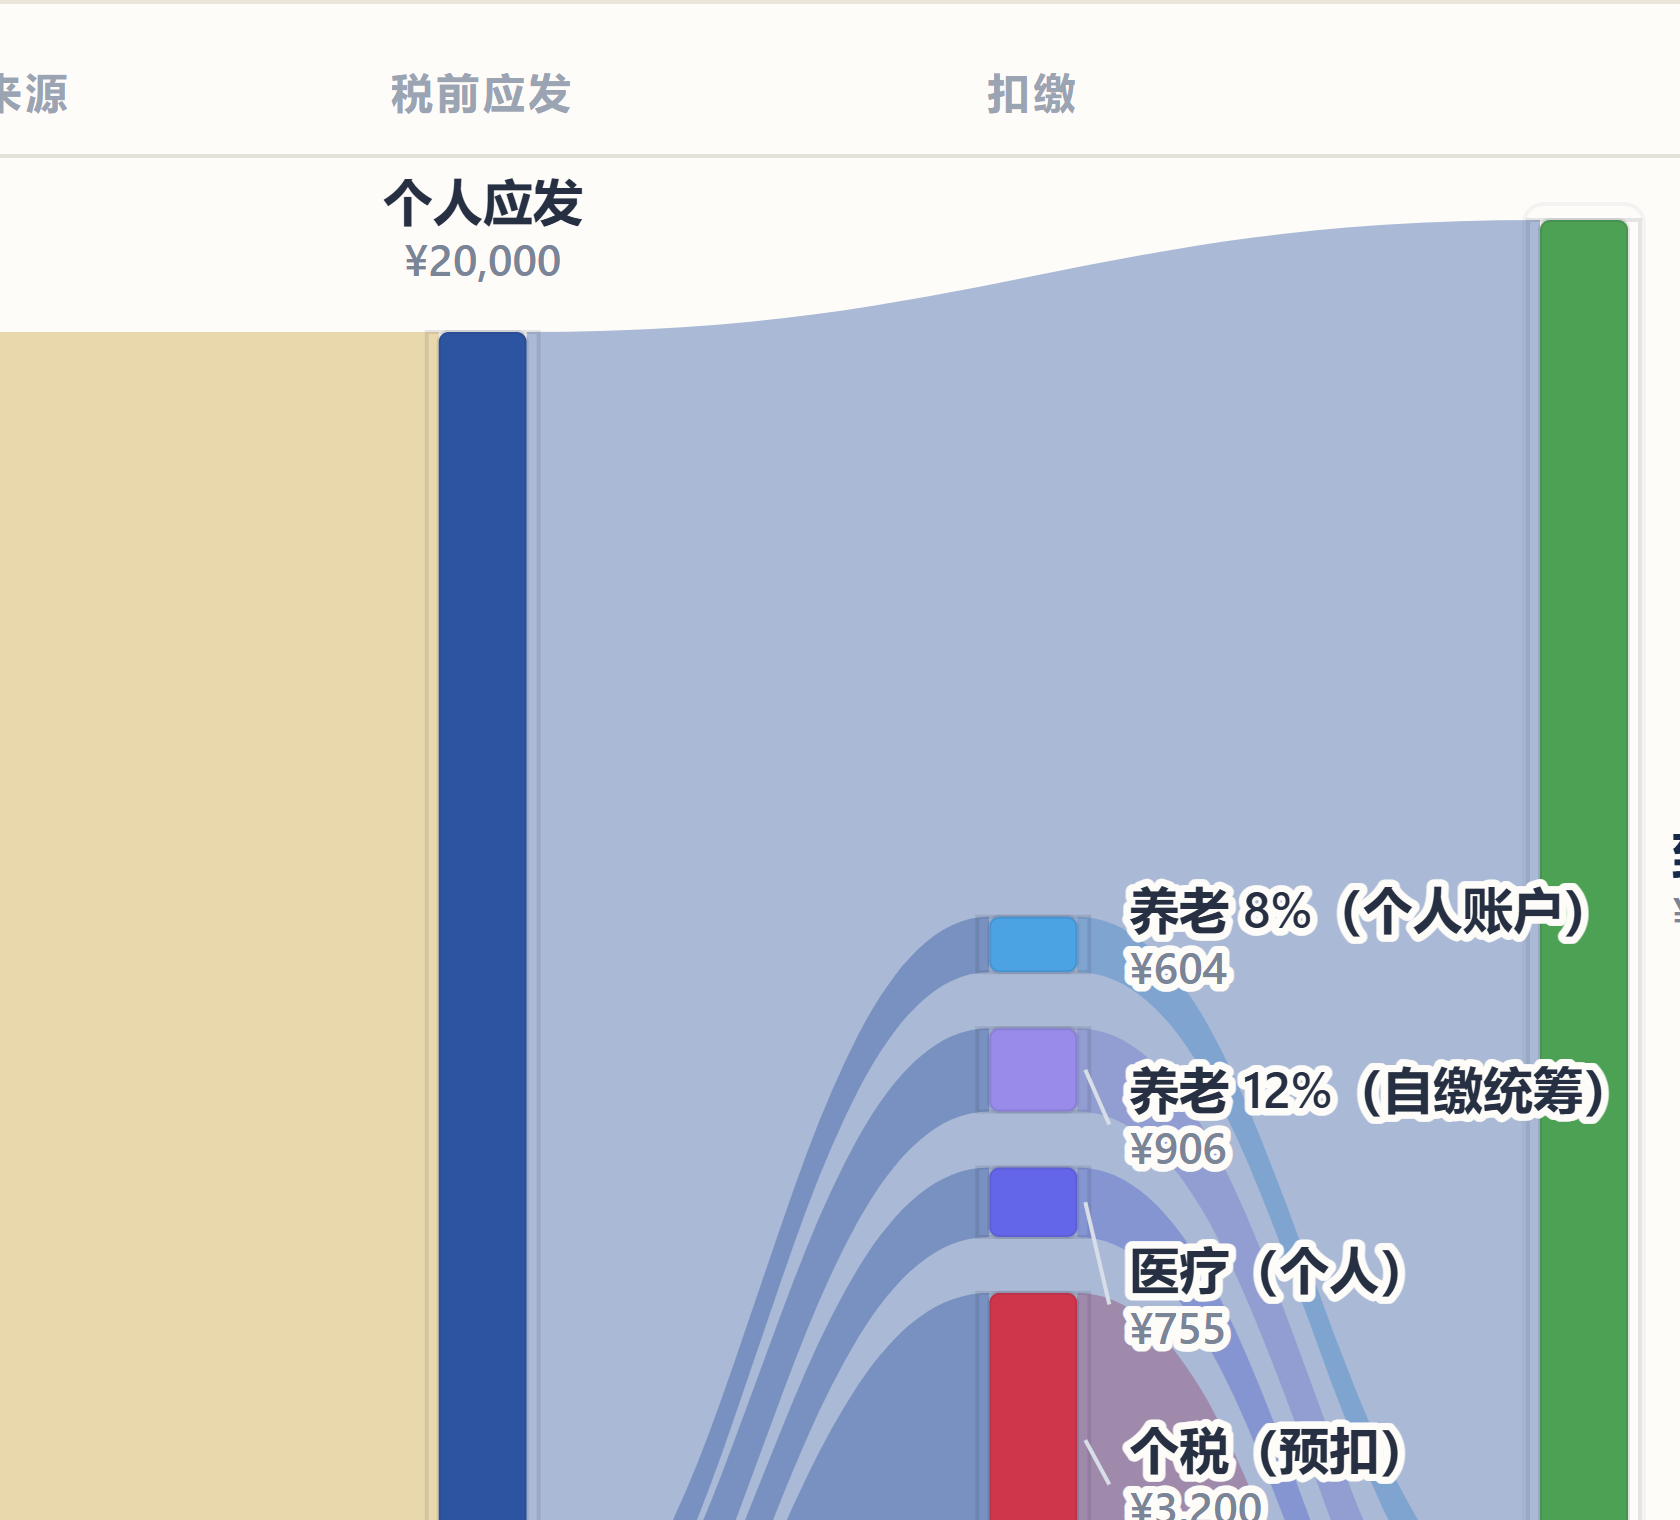 来源
税前应发
扣缴
个人应发
¥20,000
养老 8%（个人账户）
¥604
养老 12%（自缴统筹）
¥906
医疗（个人）
¥755
个税（预扣）
¥3,200